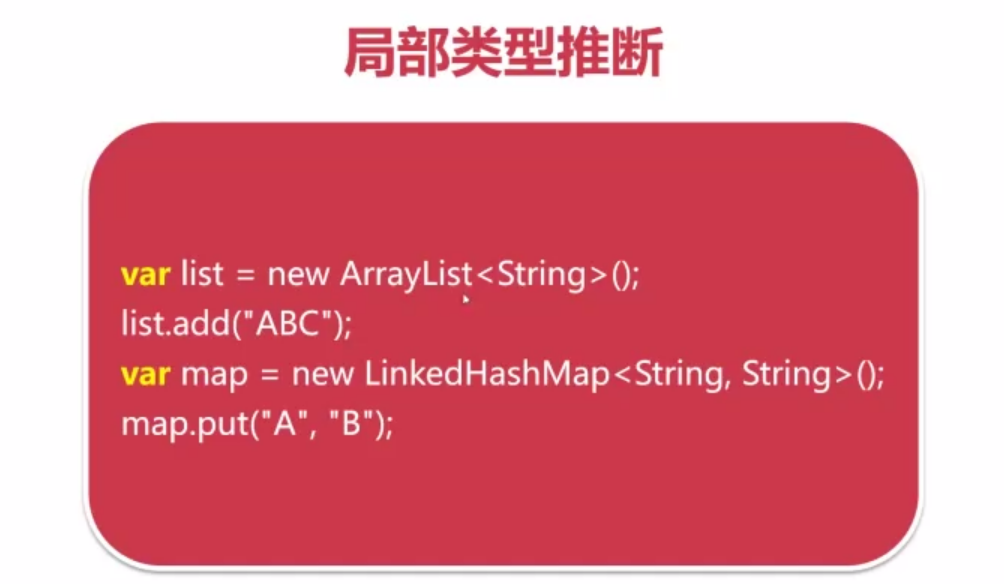 局部类型推断
var list = new ArrayList<String>();
list.add("ABC");
var map = new LinkedHashMap<String, String>();
map.put("A", "B");